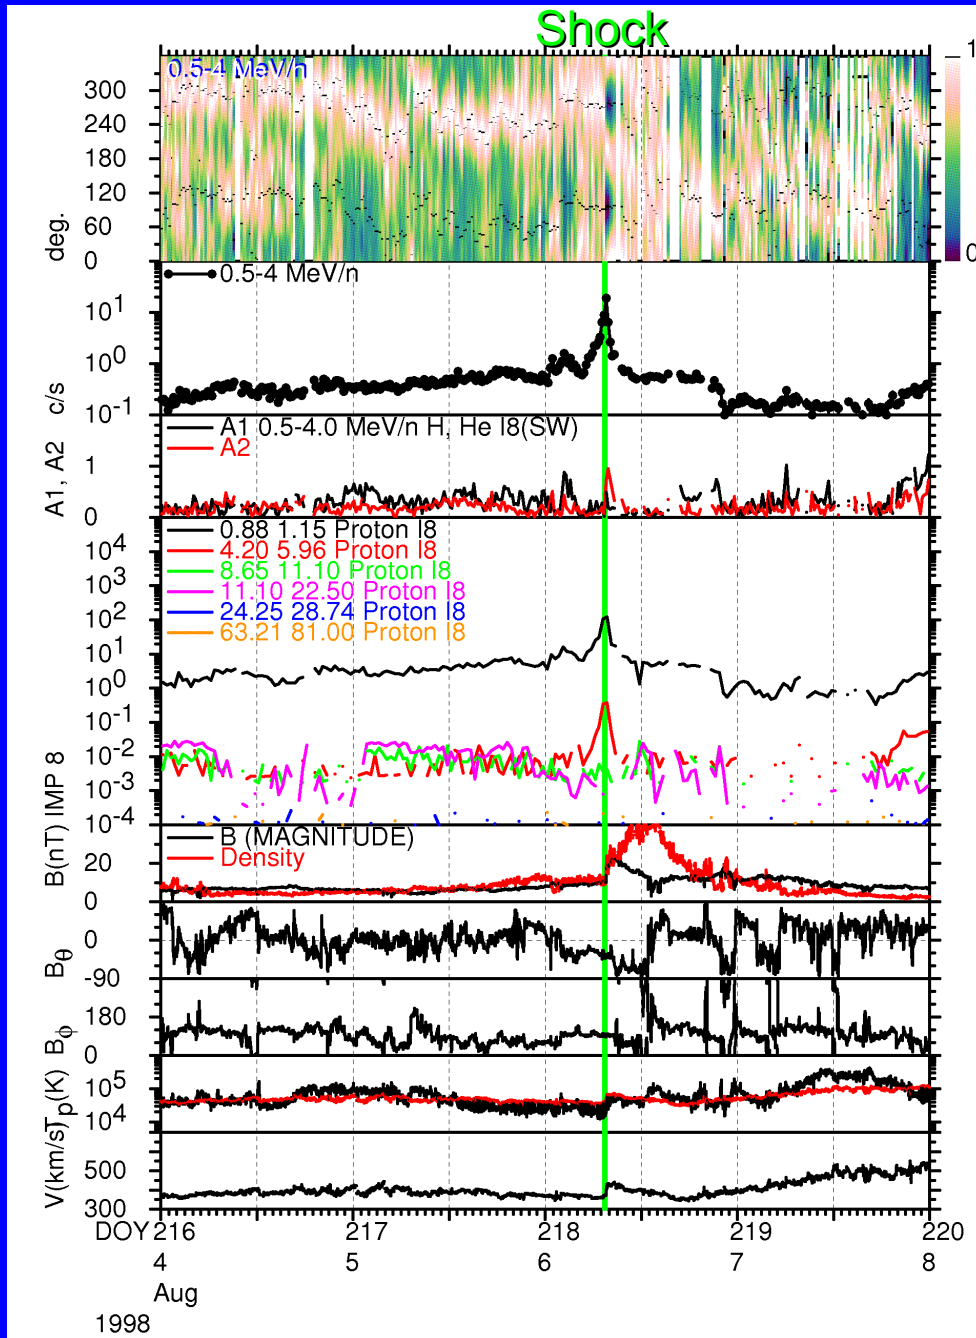 Shock
0.5-4 MeV/n
1
300
240
180
120
60
0
0
deg.
0.5-4 MeV/n
10^1
10^0
10^-1
c/s
A1 0.5-4.0 MeV/n H, He I8(SW)
A2
1
0
A1, A2
0.88 1.15 Proton I8
4.20 5.96 Proton I8
8.65 11.10 Proton I8
11.10 22.50 Proton I8
24.25 28.74 Proton I8
63.21 81.00 Proton I8
10^4
10^3
10^2
10^1
10^0
10^-1
10^-2
10^-3
10^-4
IMP 8
B (MAGNITUDE)
Density
20
0
B(nT)
0
-90
Bθ
180
0
Bϕ
10^5
10^4
Tp(K)
500
300
V(km/s)
DOY 216 217 218 219 220
4 5 6 7 8
Aug
1998